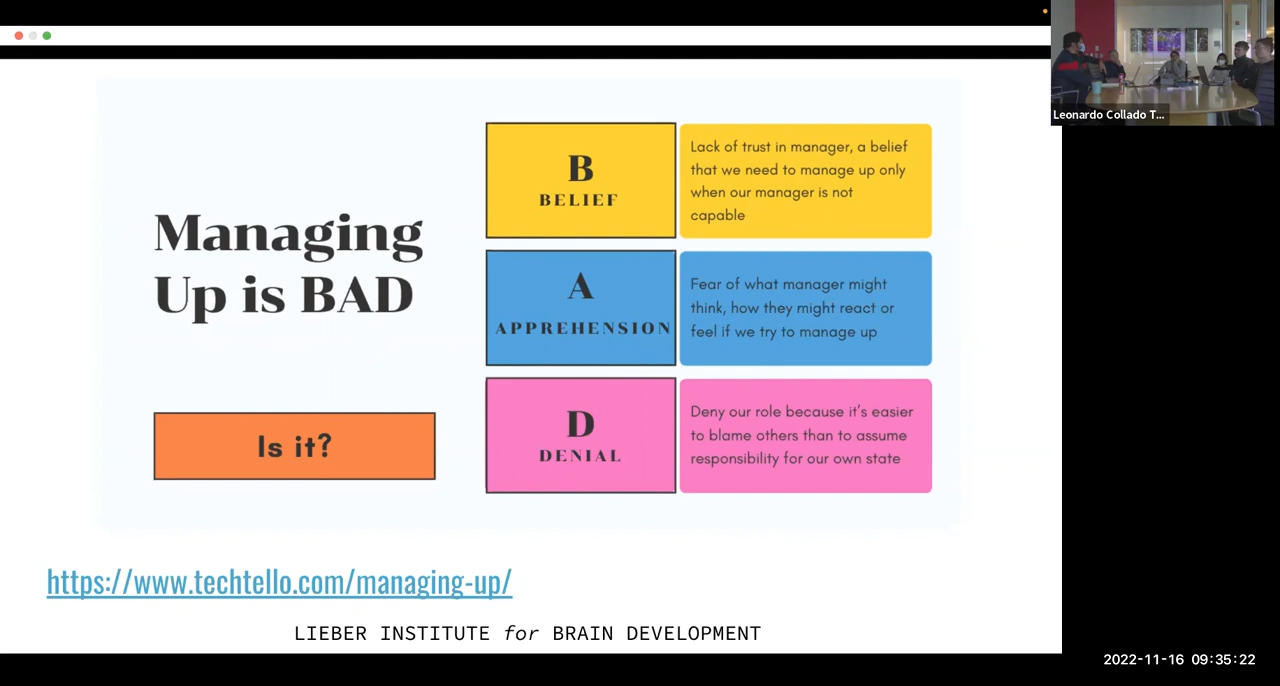 Leonardo Collado T...
Managing
Up is BAD
Is it?
B
BELIEF
Lack of trust in manager, a belief
that we need to manage up only
when our manager is not
capable
A
APPREHENSION
Fear of what manager might
think, how they might react or
feel if we try to manage up
D
DENIAL
Deny our role because it's easier
to blame others than to assume
responsibility for our own state
https://www.techtello.com/managing-up/
LIEBER INSTITUTE for BRAIN DEVELOPMENT
2022-11-16 09:35:22